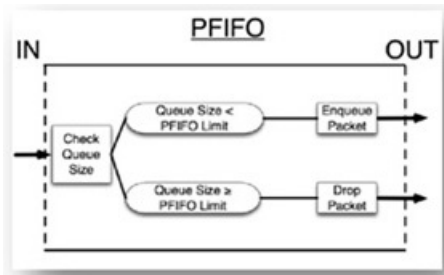 PFIFO
IN
OUT
Check
Queue
Size
Queue Size <
PFIFO Limit
Enqueue
Packet
Queue Size ≥
PFIFO Limit
Drop
Packet